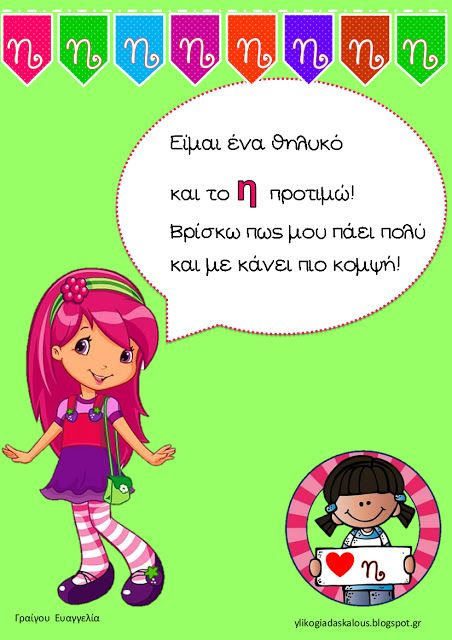 η η η η η η η η
Είμαι ένα θηλυκό
και το η προτιμώ!
Βρίσκω πως μου πάει πολύ
και με κάνει πιο κομψή!
η
Γραίγου Ευαγγελία
ylikogiadaskalous.blogspot.gr